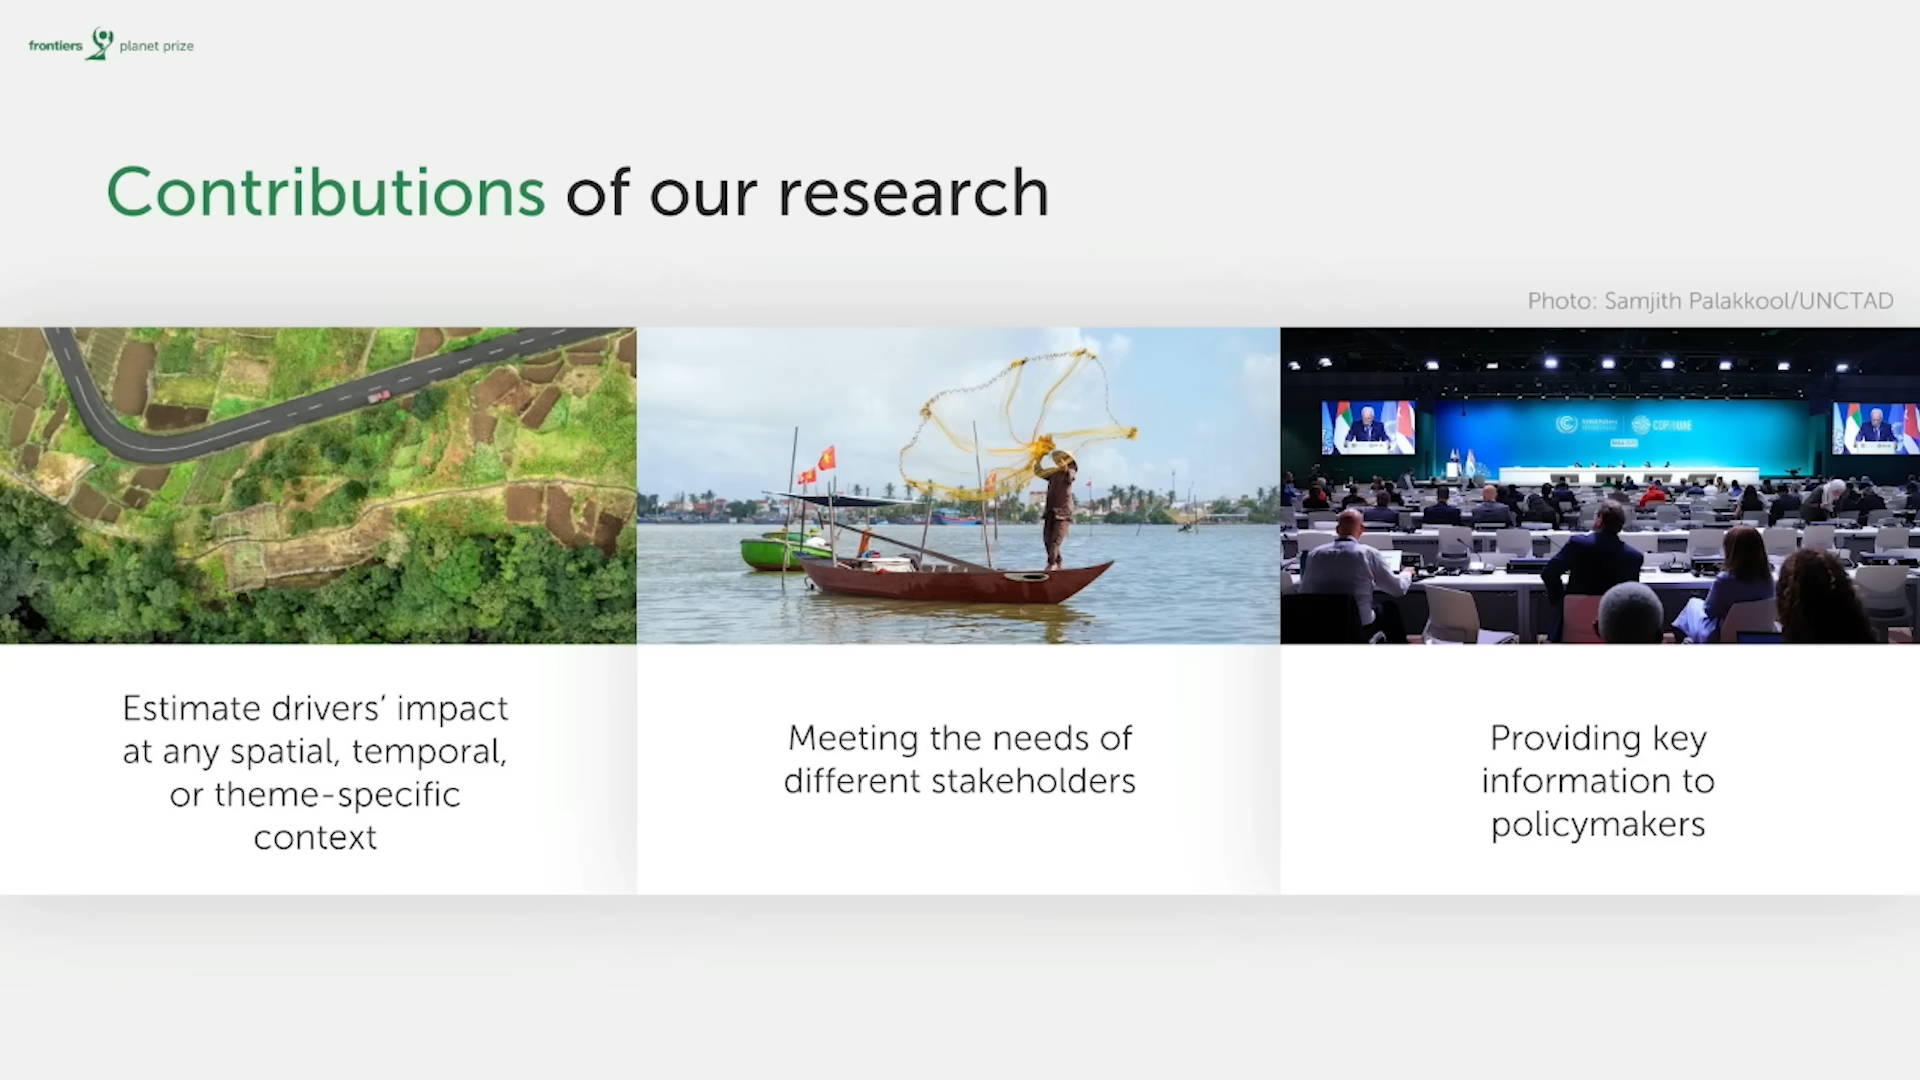 frontiers planet prize
Contributions of our research
Photo: Samjith Palakkool/UNCTAD
Estimate drivers’ impact
at any spatial, temporal,
or theme-specific
context
Meeting the needs of
different stakeholders
Providing key
information to
policymakers